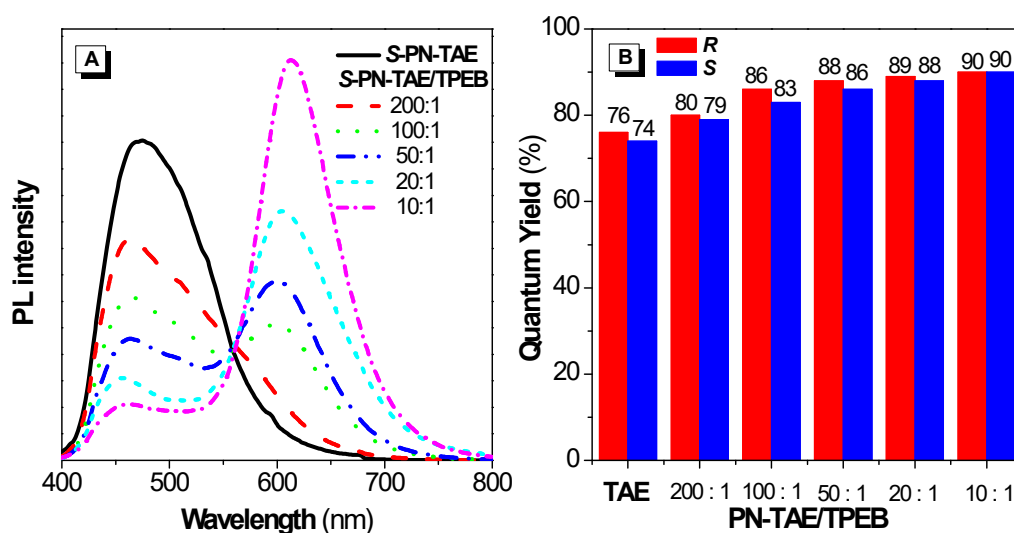 A
S-PN-TAE
S-PN-TAE/TPEB
200:1
100:1
50:1
20:1
10:1
PL intensity
400 500 600 700 800
Wavelength (nm)
B
R
S
100
80
60
40
20
0
Quantum Yield (%)
76 74 80 79 86 83 88 86 89 88 90 90
TAE 200 : 1 100 : 1 50 : 1 20 : 1 10 : 1
PN-TAE/TPEB